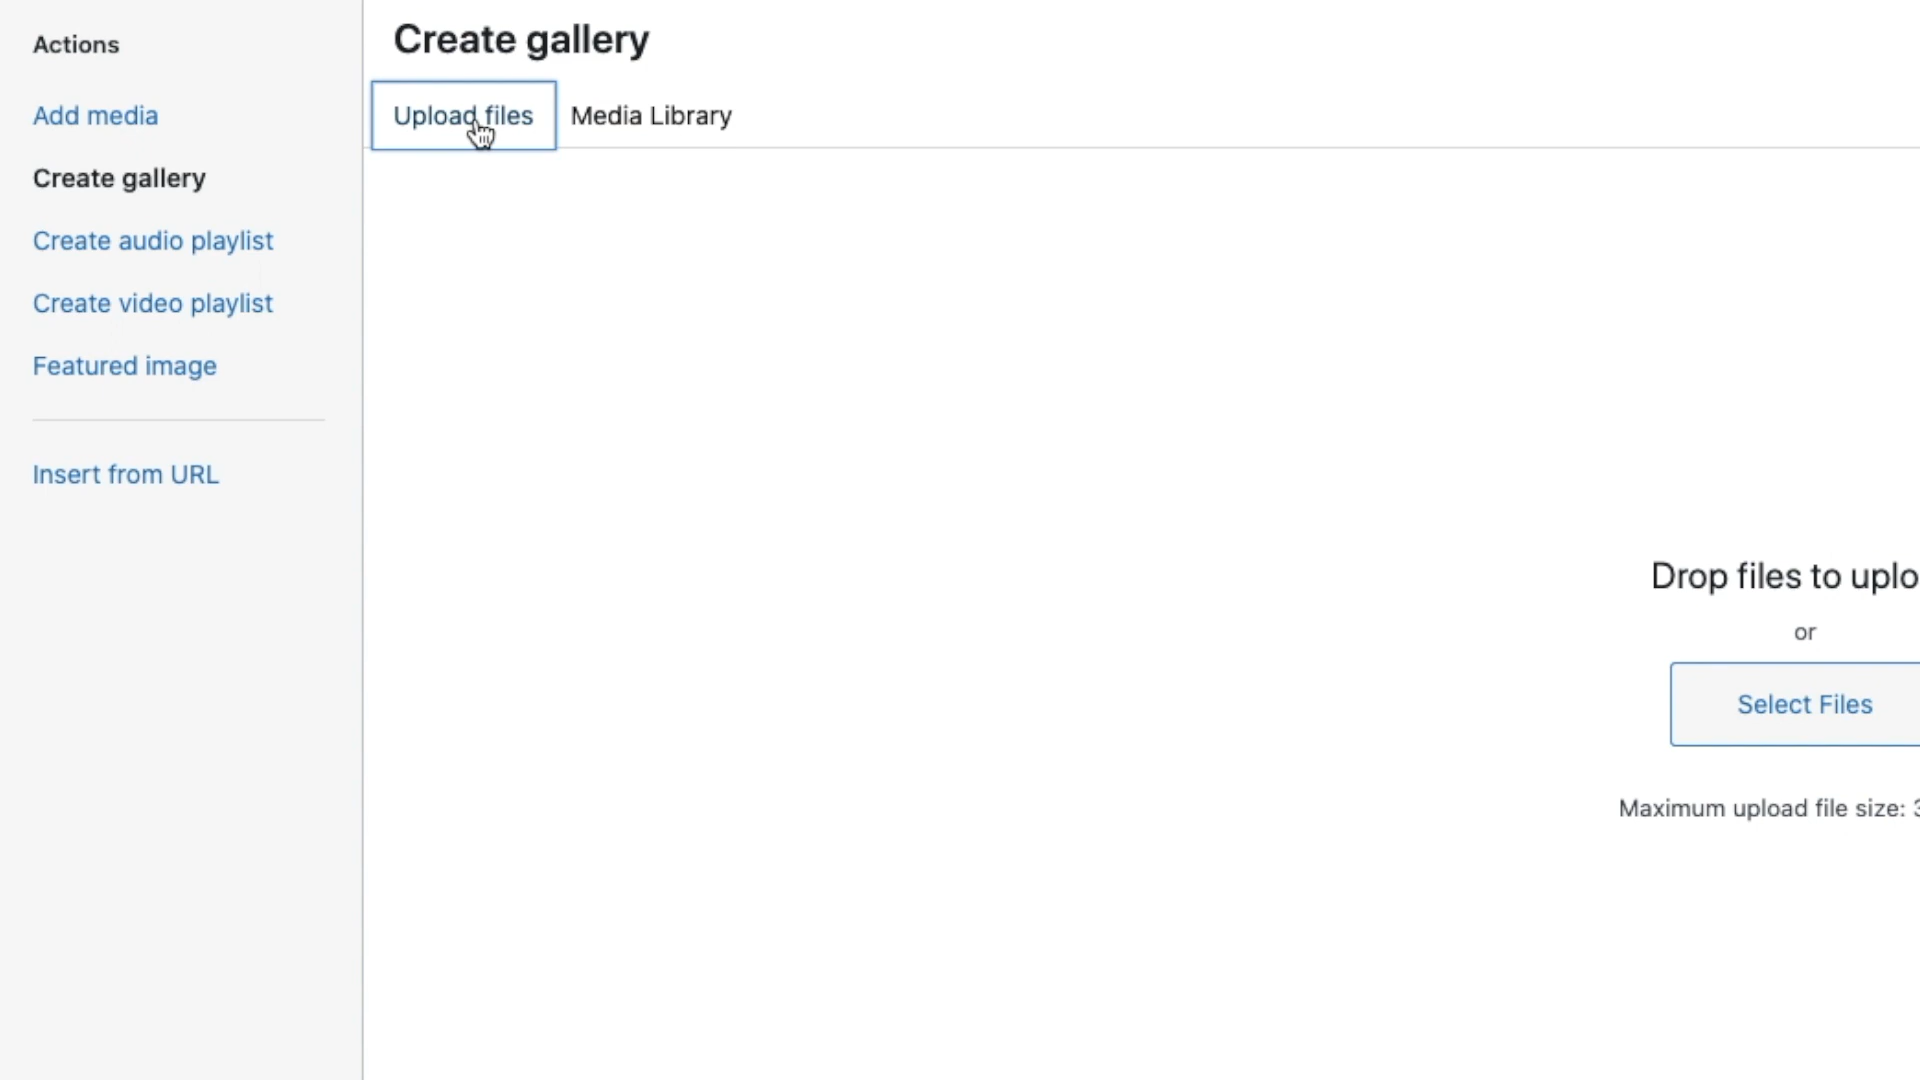 Actions
Add media
Create gallery
Create audio playlist
Create video playlist
Featured image
Insert from URL
Create gallery
Upload files Media Library
Drop files to uplo
or
Select Files
Maximum upload file size: 3